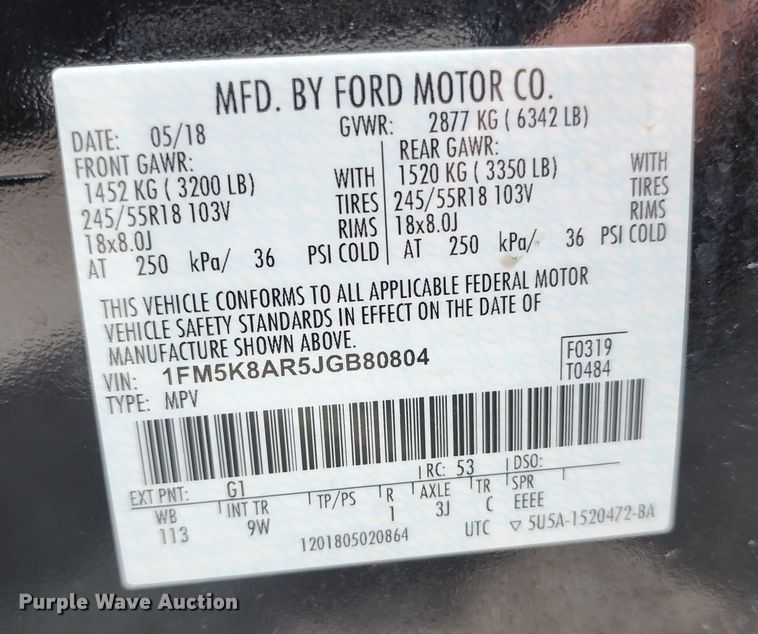 MFD. BY FORD MOTOR CO.
DATE: 05/18 GVWR: 2877 KG ( 6342 LB)
FRONT GAWR: REAR GAWR:
1452 KG ( 3200 LB) WITH 1520 KG ( 3350 LB) WITH
245/55R18 103V TIRES 245/55R18 103V TIRES
18x8.0J RIMS 18x8.0J RIMS
AT 250 kPa/ 36 PSI COLD AT 250 kPa/ 36 PSI COLD
THIS VEHICLE CONFORMS TO ALL APPLICABLE FEDERAL MOTOR
VEHICLE SAFETY STANDARDS IN EFFECT ON THE DATE OF
MANUFACTURE SHOWN ABOVE.
VIN: 1FM5K8AR5JGB80804 F0319
TYPE: MPV T0484
EXT PNT: G1 RC: 53 DSO:
WB INT TR TP/PS R AXLE TR SPR
113 9W 1 3J C EEEE
1201805020864 UTC ▽ 5U5A-1520472-BA
Purple Wave Auction